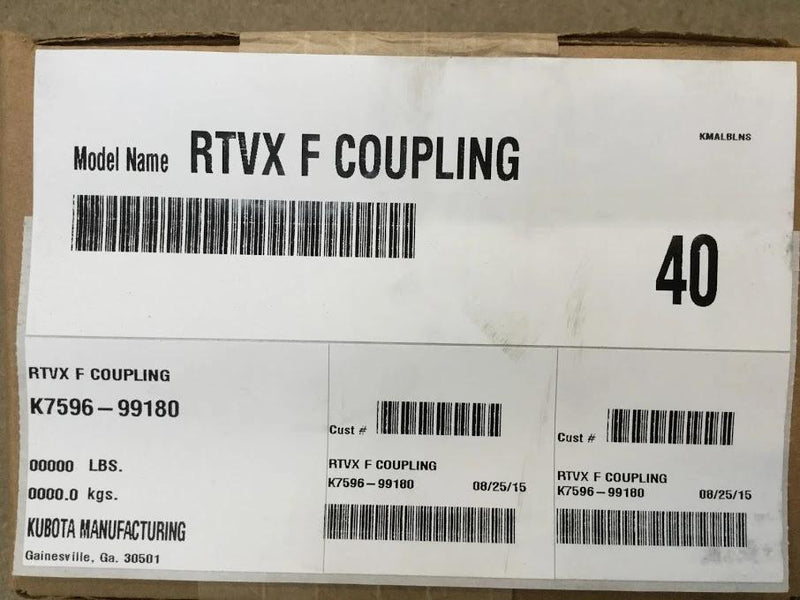 KMALBLNS
Model Name RTVX F COUPLING
40
RTVX F COUPLING
K7596-99180
00000 LBS.
0000.0 kgs.
KUBOTA MANUFACTURING
Gainesville, Ga. 30501
Cust #
RTVX F COUPLING
K7596-99180 08/25/15
Cust #
RTVX F COUPLING
K7596-99180 08/25/15